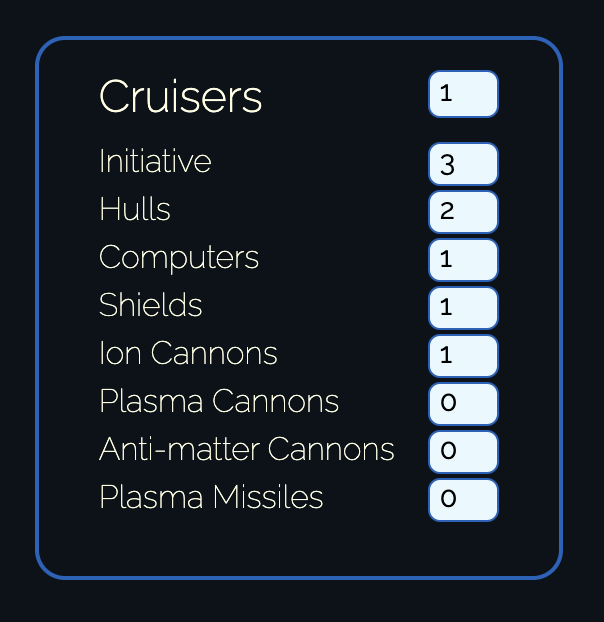 Cruisers 1
Initiative 3
Hulls 2
Computers 1
Shields 1
Ion Cannons 1
Plasma Cannons 0
Anti-matter Cannons 0
Plasma Missiles 0